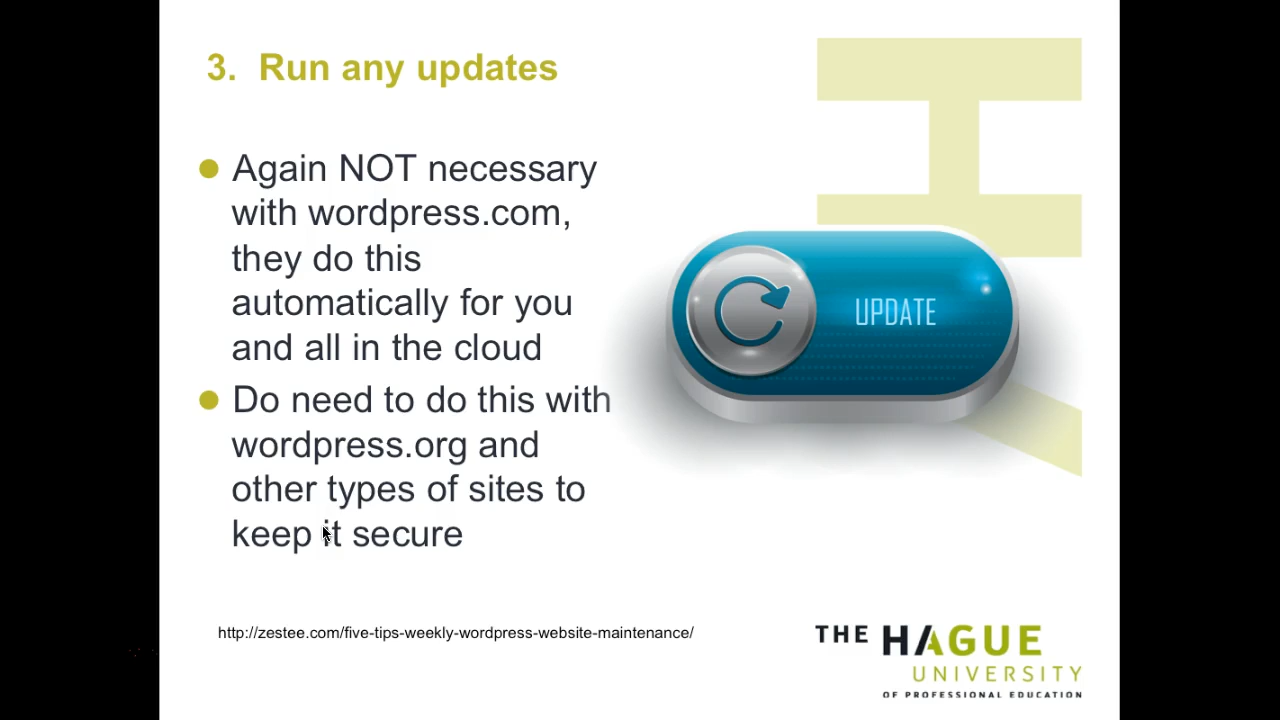 3. Run any updates
Again NOT necessary
with wordpress.com,
they do this
automatically for you
and all in the cloud
Do need to do this with
wordpress.org and
other types of sites to
keep it secure
UPDATE
http://zestee.com/five-tips-weekly-wordpress-website-maintenance/
THE HAGUE
UNIVERSITY
OF PROFESSIONAL EDUCATION